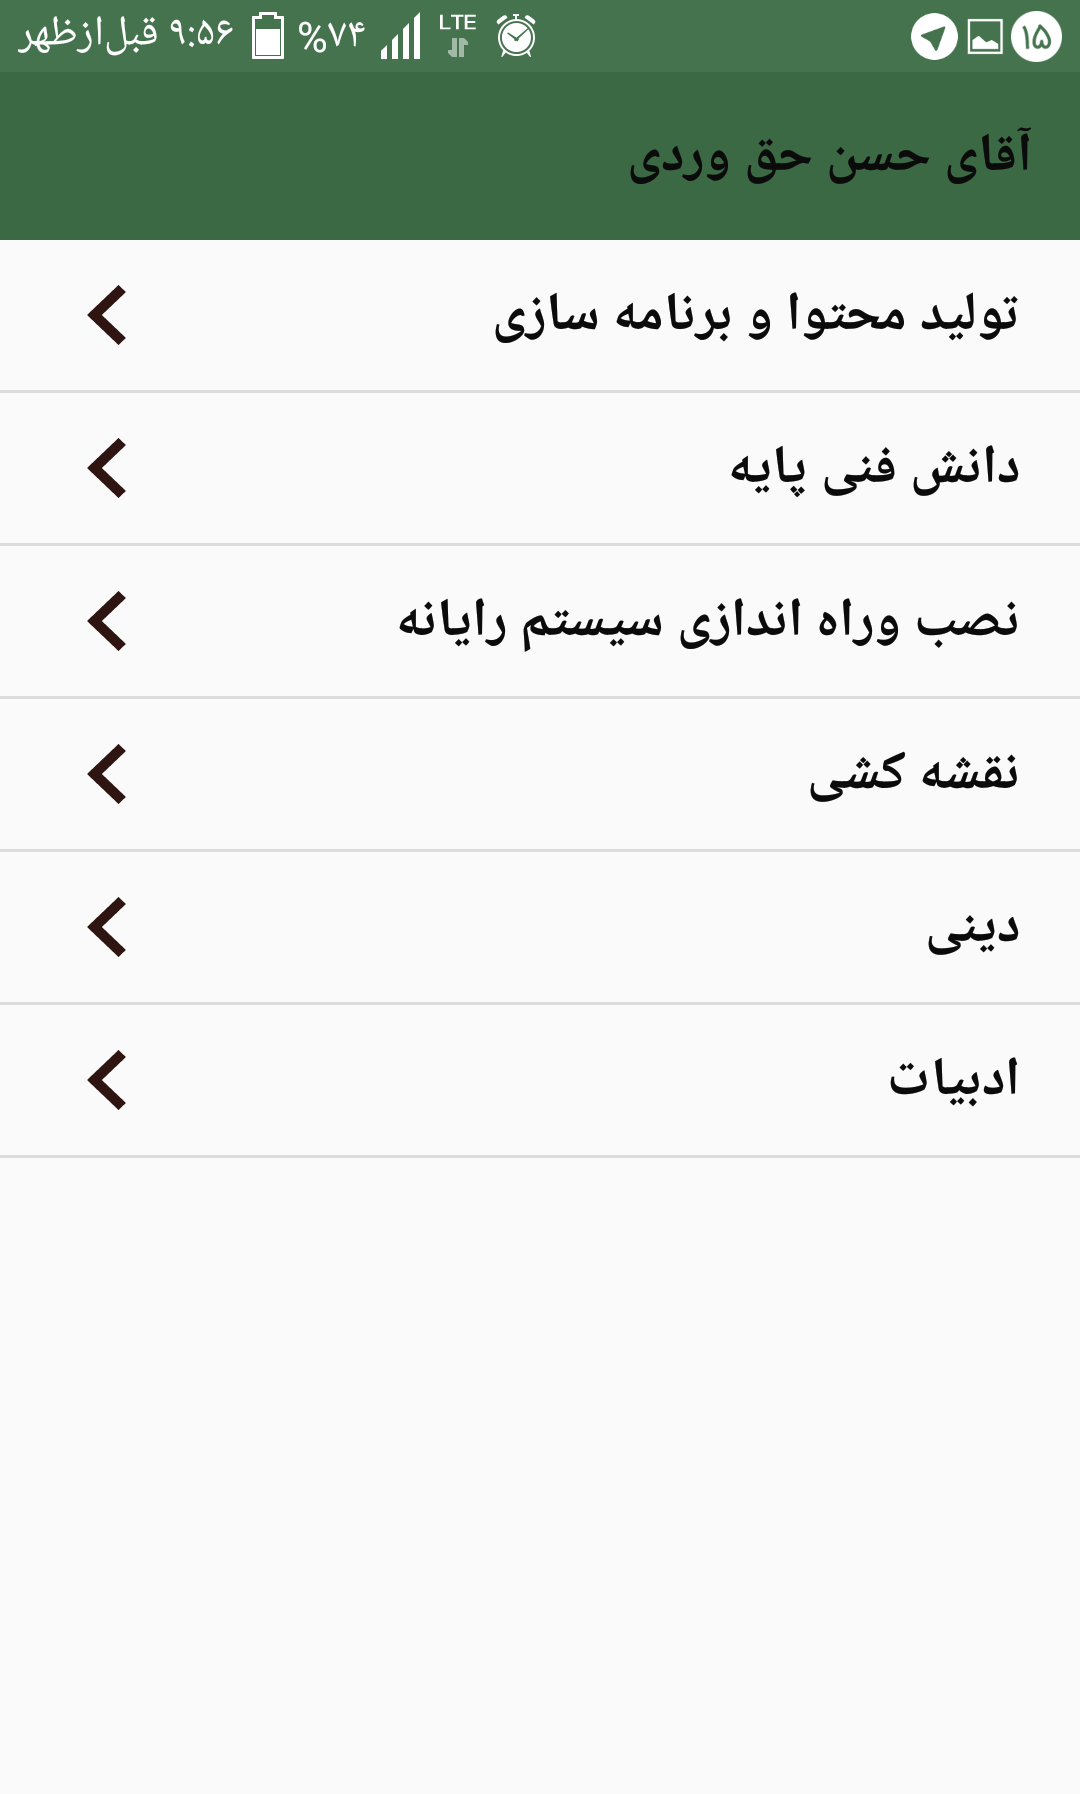 ۹:۵۶ قبل‌ازظهر %۷۴ LTE ۱۵
آقای حسن حق وردی
تولید محتوا و برنامه سازی
دانش فنی پایه
نصب وراه اندازی سیستم رایانه
نقشه کشی
دینی
ادبیات